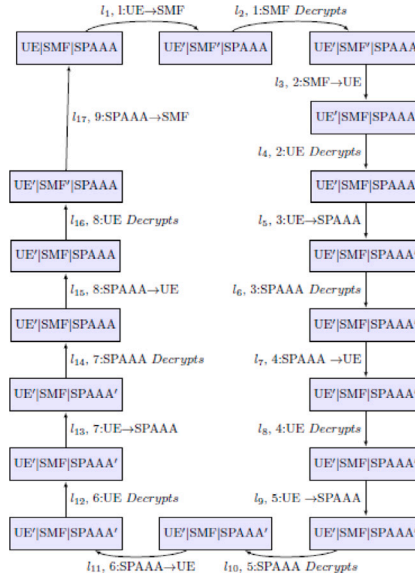 l1, 1:UE→SMF
l2, 1:SMF Decrypts
UE|SMF|SPAAA
UE′|SMF′|SPAAA
UE′|SMF′|SPAAA
l3, 2:SMF→UE
UE′|SMF|SPAAA
l4, 2:UE Decrypts
UE′|SMF|SPAAA
l5, 3:UE→SPAAA
UE′|SMF|SPAAA′
l6, 3:SPAAA Decrypts
UE′|SMF|SPAAA′
l7, 4:SPAAA →UE
UE′|SMF|SPAAA′
l8, 4:UE Decrypts
UE′|SMF|SPAAA′
l9, 5:UE →SPAAA
UE′|SMF|SPAAA′
l10, 5:SPAAA Decrypts
UE′|SMF|SPAAA′
l11, 6:SPAAA→UE
UE′|SMF|SPAAA′
l12, 6:UE Decrypts
UE′|SMF|SPAAA′
l13, 7:UE→SPAAA
UE′|SMF|SPAAA′
l14, 7:SPAAA Decrypts
UE′|SMF|SPAAA
l15, 8:SPAAA→UE
UE′|SMF|SPAAA
l16, 8:UE Decrypts
UE′|SMF′|SPAAA
l17, 9:SPAAA→SMF